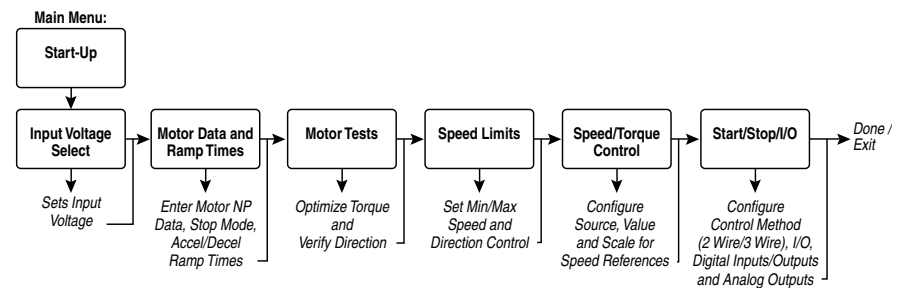 Main Menu:
Start-Up
Input Voltage
Select
Motor Data and
Ramp Times
Motor Tests
Speed Limits
Speed/Torque
Control
Start/Stop/I/O
Done /
Exit
Sets Input
Voltage
Enter Motor NP
Data, Stop Mode,
Accel/Decel
Ramp Times
Optimize Torque
and
Verify Direction
Set Min/Max
Speed and
Direction Control
Configure
Source, Value
and Scale for
Speed References
Configure
Control Method
(2 Wire/3 Wire), I/O,
Digital Inputs/Outputs
and Analog Outputs